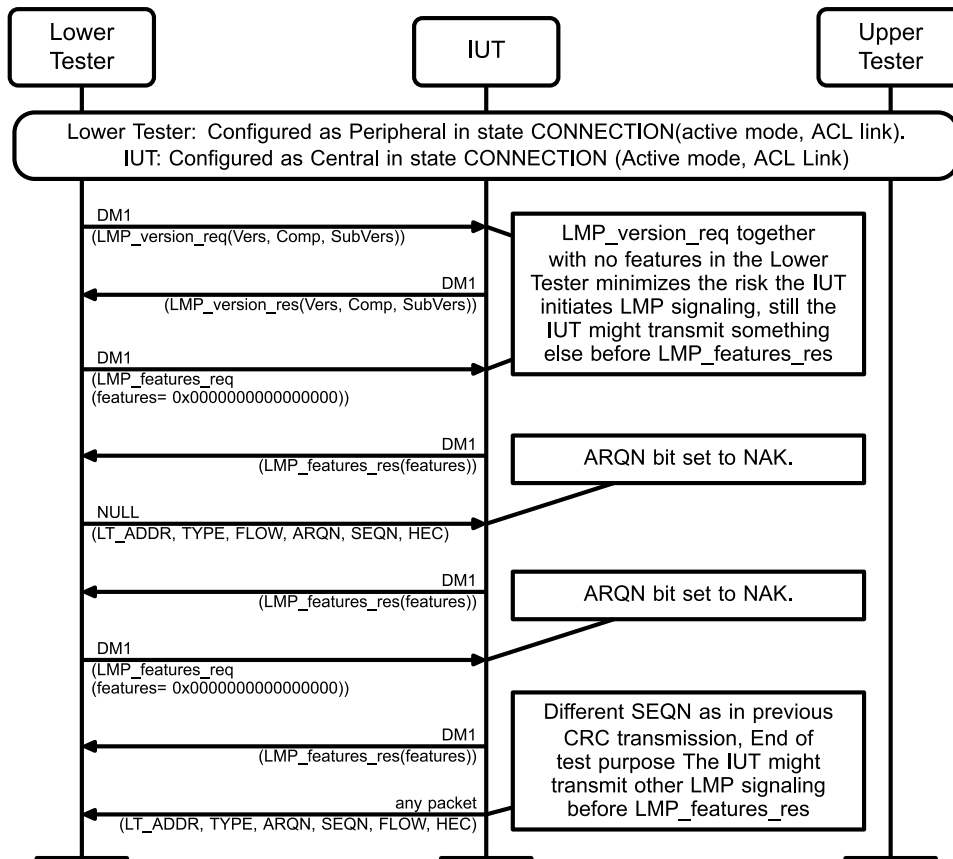 Lower
Tester
IUT
Upper
Tester
Lower Tester: Configured as Peripheral in state CONNECTION(active mode, ACL link).
IUT: Configured as Central in state CONNECTION (Active mode, ACL Link)
DM1
(LMP_version_req(Vers, Comp, SubVers))
LMP_version_req together
with no features in the Lower
Tester minimizes the risk the IUT
initiates LMP signaling, still the
IUT might transmit something
else before LMP_features_res
DM1
(LMP_version_res(Vers, Comp, SubVers))
DM1
(LMP_features_req
(features= 0x0000000000000000))
DM1
(LMP_features_res(features))
ARQN bit set to NAK.
NULL
(LT_ADDR, TYPE, FLOW, ARQN, SEQN, HEC)
DM1
(LMP_features_res(features))
ARQN bit set to NAK.
DM1
(LMP_features_req
(features= 0x0000000000000000))
DM1
(LMP_features_res(features))
Different SEQN as in previous
CRC transmission, End of
test purpose The IUT might
transmit other LMP signaling
before LMP_features_res
any packet
(LT_ADDR, TYPE, ARQN, SEQN, FLOW, HEC)